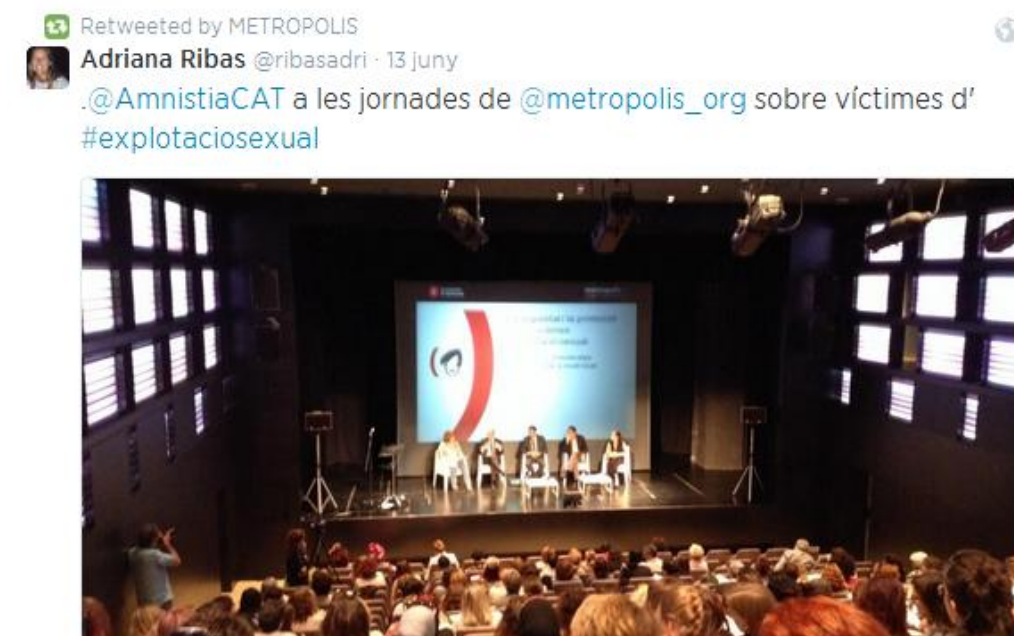 Retweeted by METROPOLIS
Adriana Ribas @ribasadri · 13 juny
.@AmnistiaCAT a les jornades de @metropolis_org sobre víctimes d'
#explotaciosexual